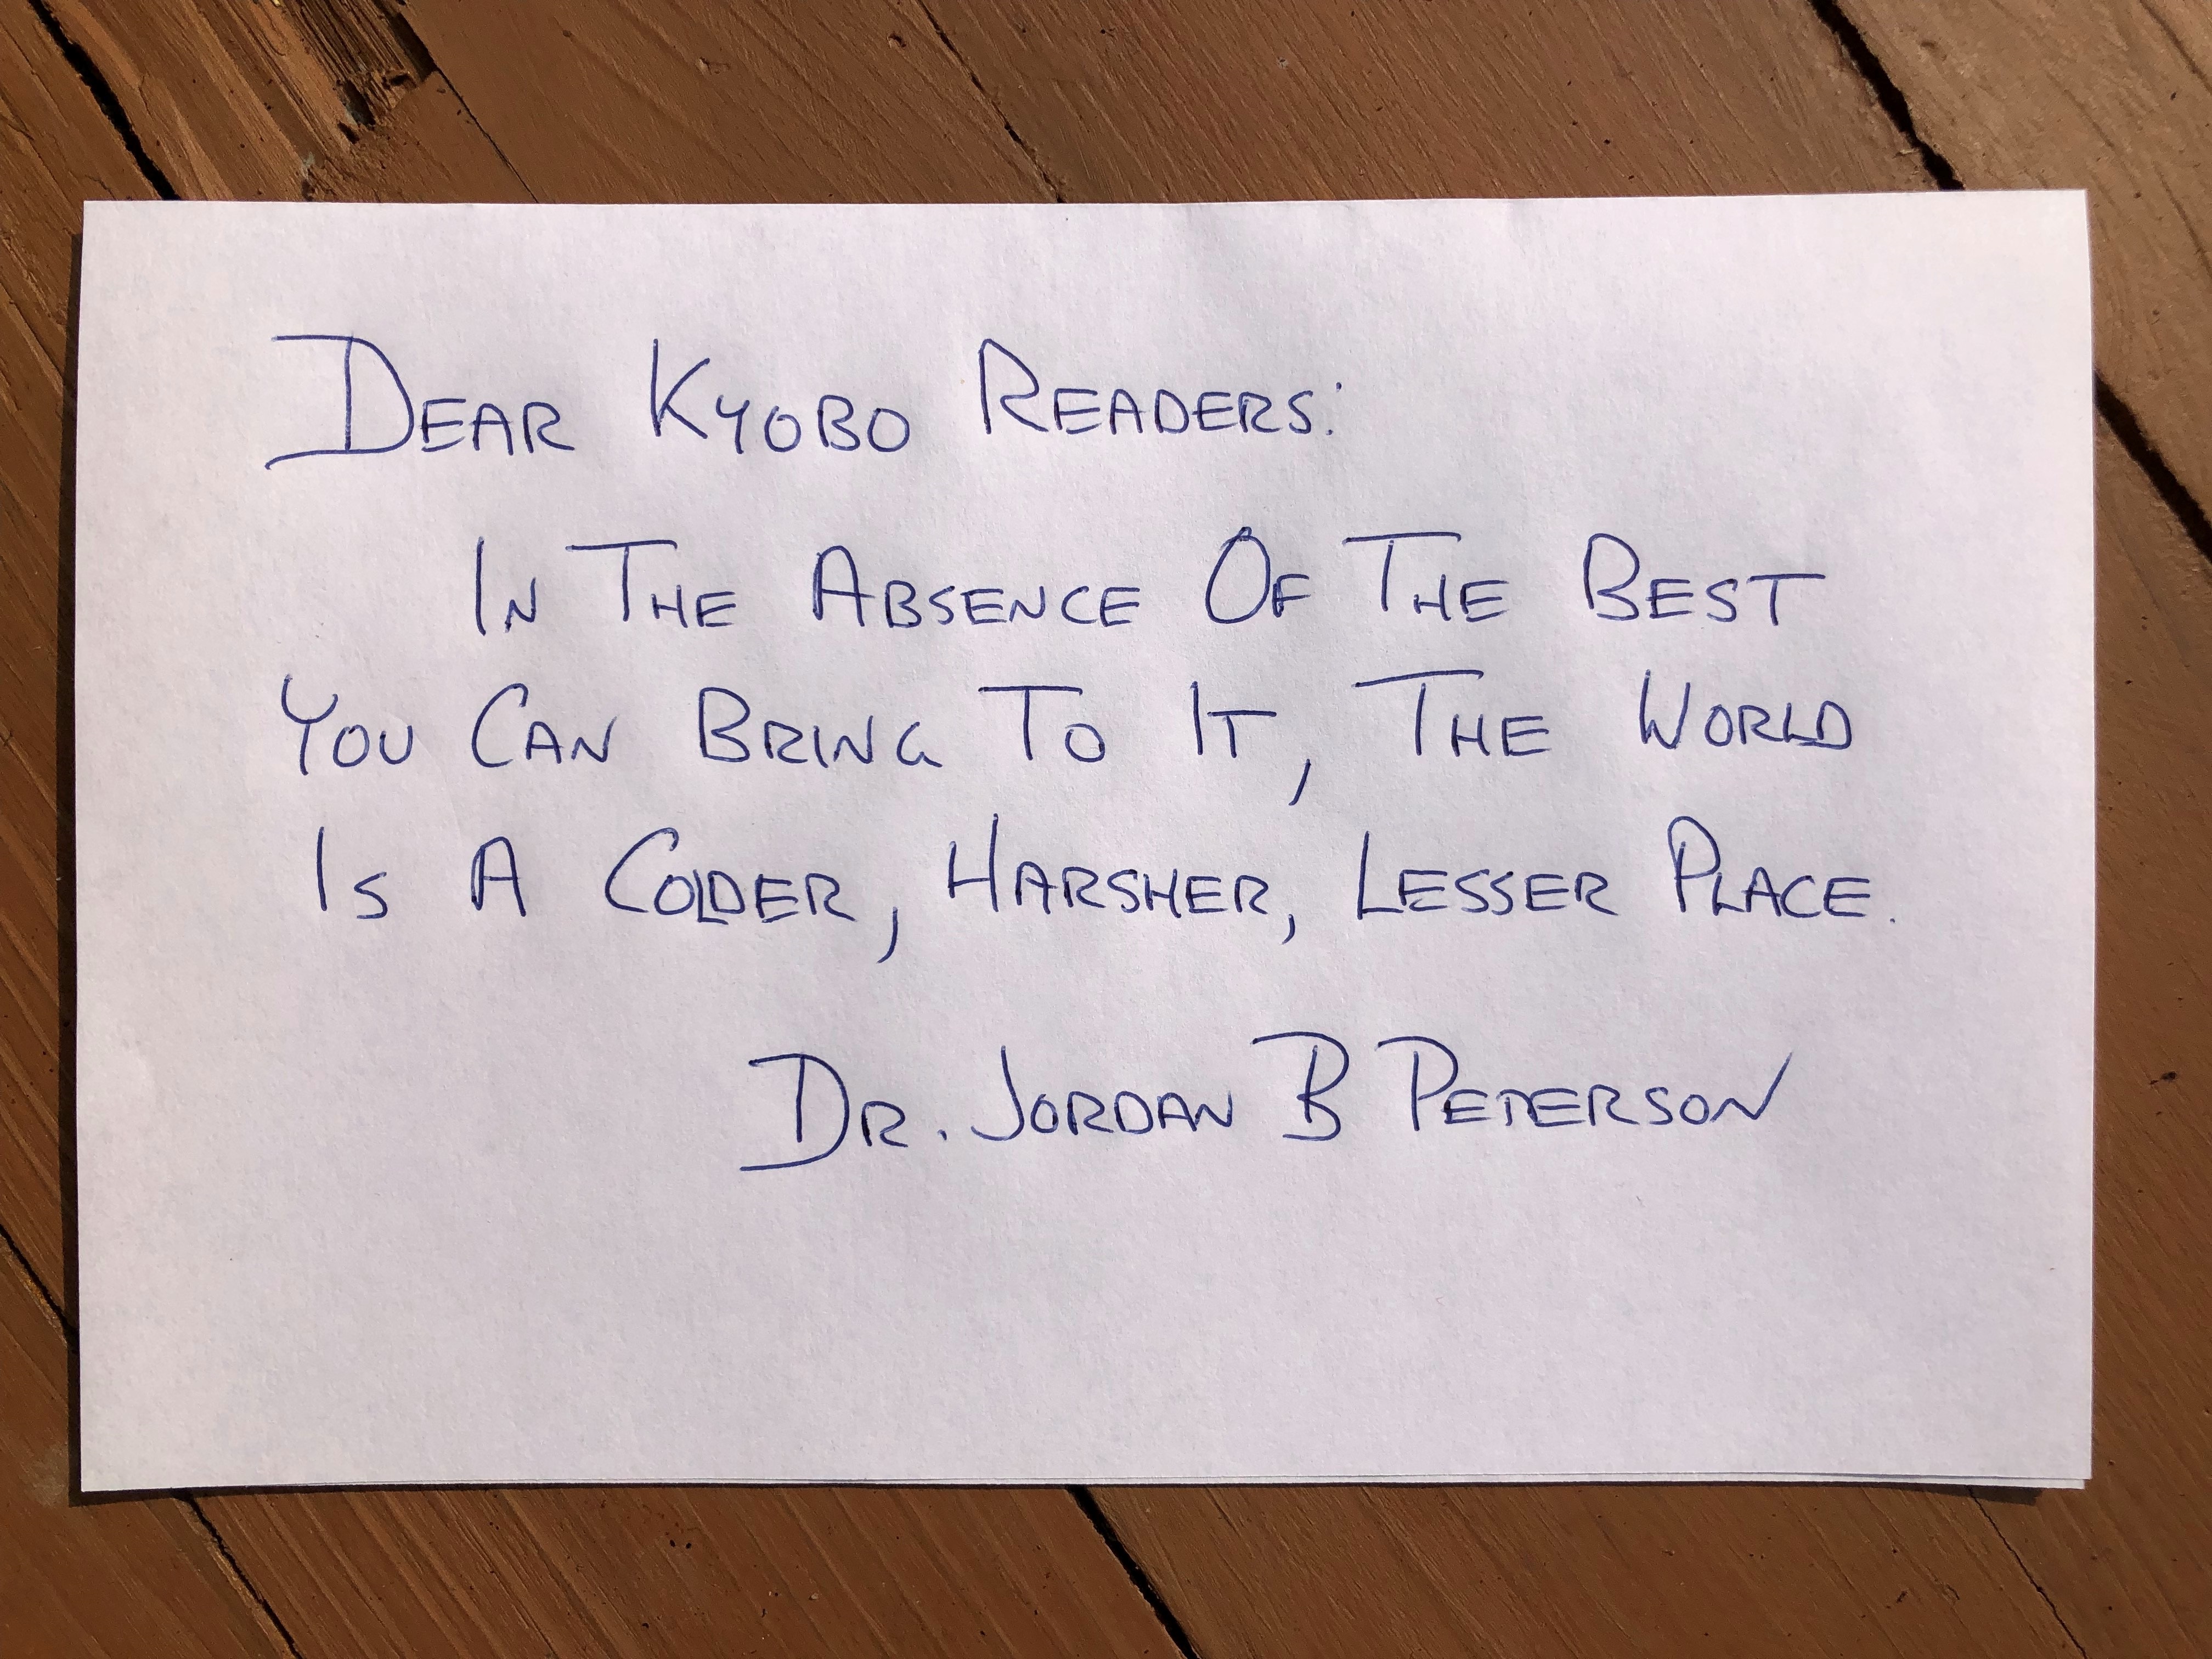 DEAR KYOBO READERS:
IN THE ABSENCE OF THE BEST
YOU CAN BRING TO IT, THE WORLD
IS A COLDER, HARSHER, LESSER PLACE.
DR. JORDAN B PETERSON